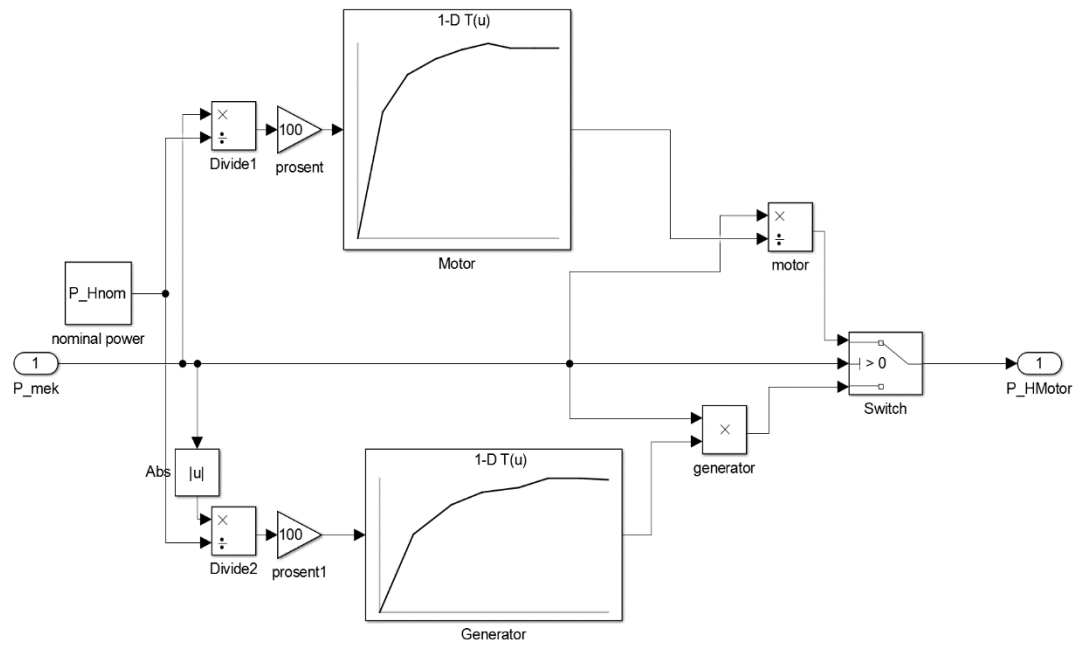 1-D T(u)
×
÷
Divide1
100
prosent
Motor
×
÷
motor
P_Hnom
nominal power
1
P_mek
> 0
Switch
1
P_HMotor
×
generator
Abs
|u|
1-D T(u)
×
÷
Divide2
100
prosent1
Generator